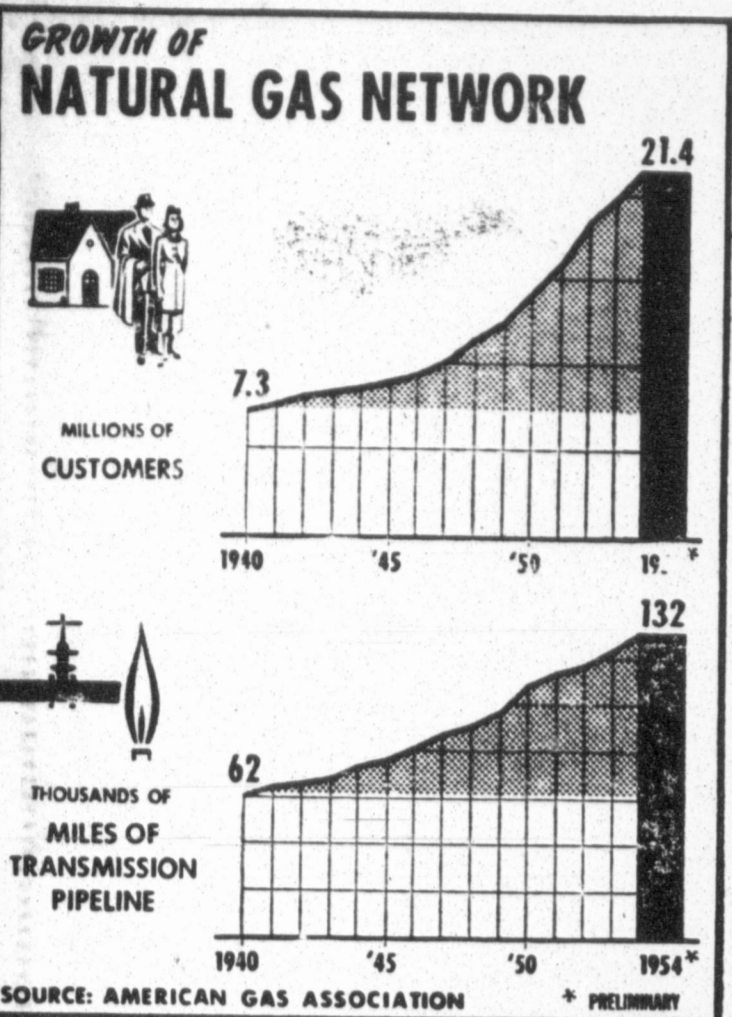 GROWTH OF
NATURAL GAS NETWORK
21.4
7.3
MILLIONS OF
CUSTOMERS
1940 '45 '50 19 *
132
62
THOUSANDS OF
MILES OF
TRANSMISSION
PIPELINE
1940 '45 '50 1954*
SOURCE: AMERICAN GAS ASSOCIATION * PRELIMINARY